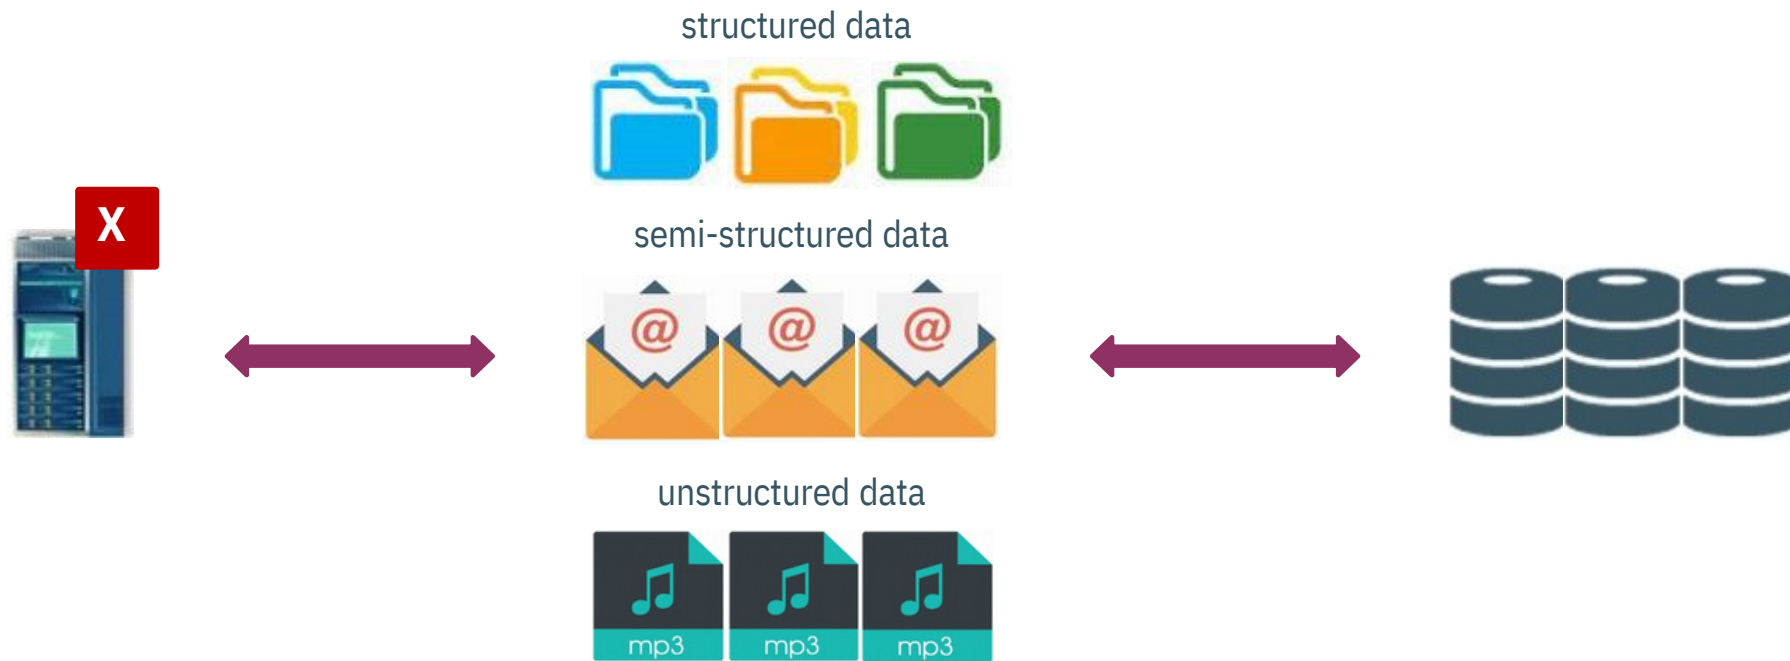 structured data
X
semi-structured data
@ @ @
unstructured data
mp3 mp3 mp3